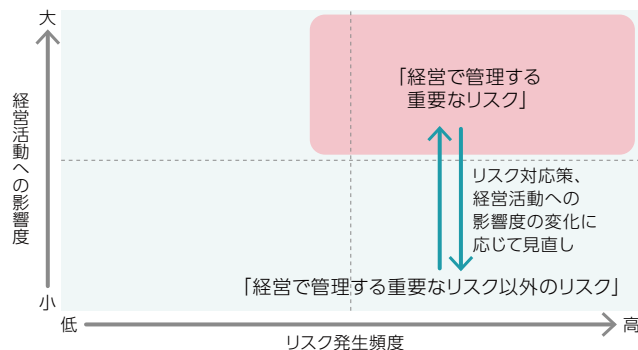 大
経営活動への影響度
「経営で管理する
重要なリスク」
リスク対応策、
経営活動への
影響度の変化に
応じて見直し
「経営で管理する重要なリスク以外のリスク」
小
低
高
リスク発生頻度